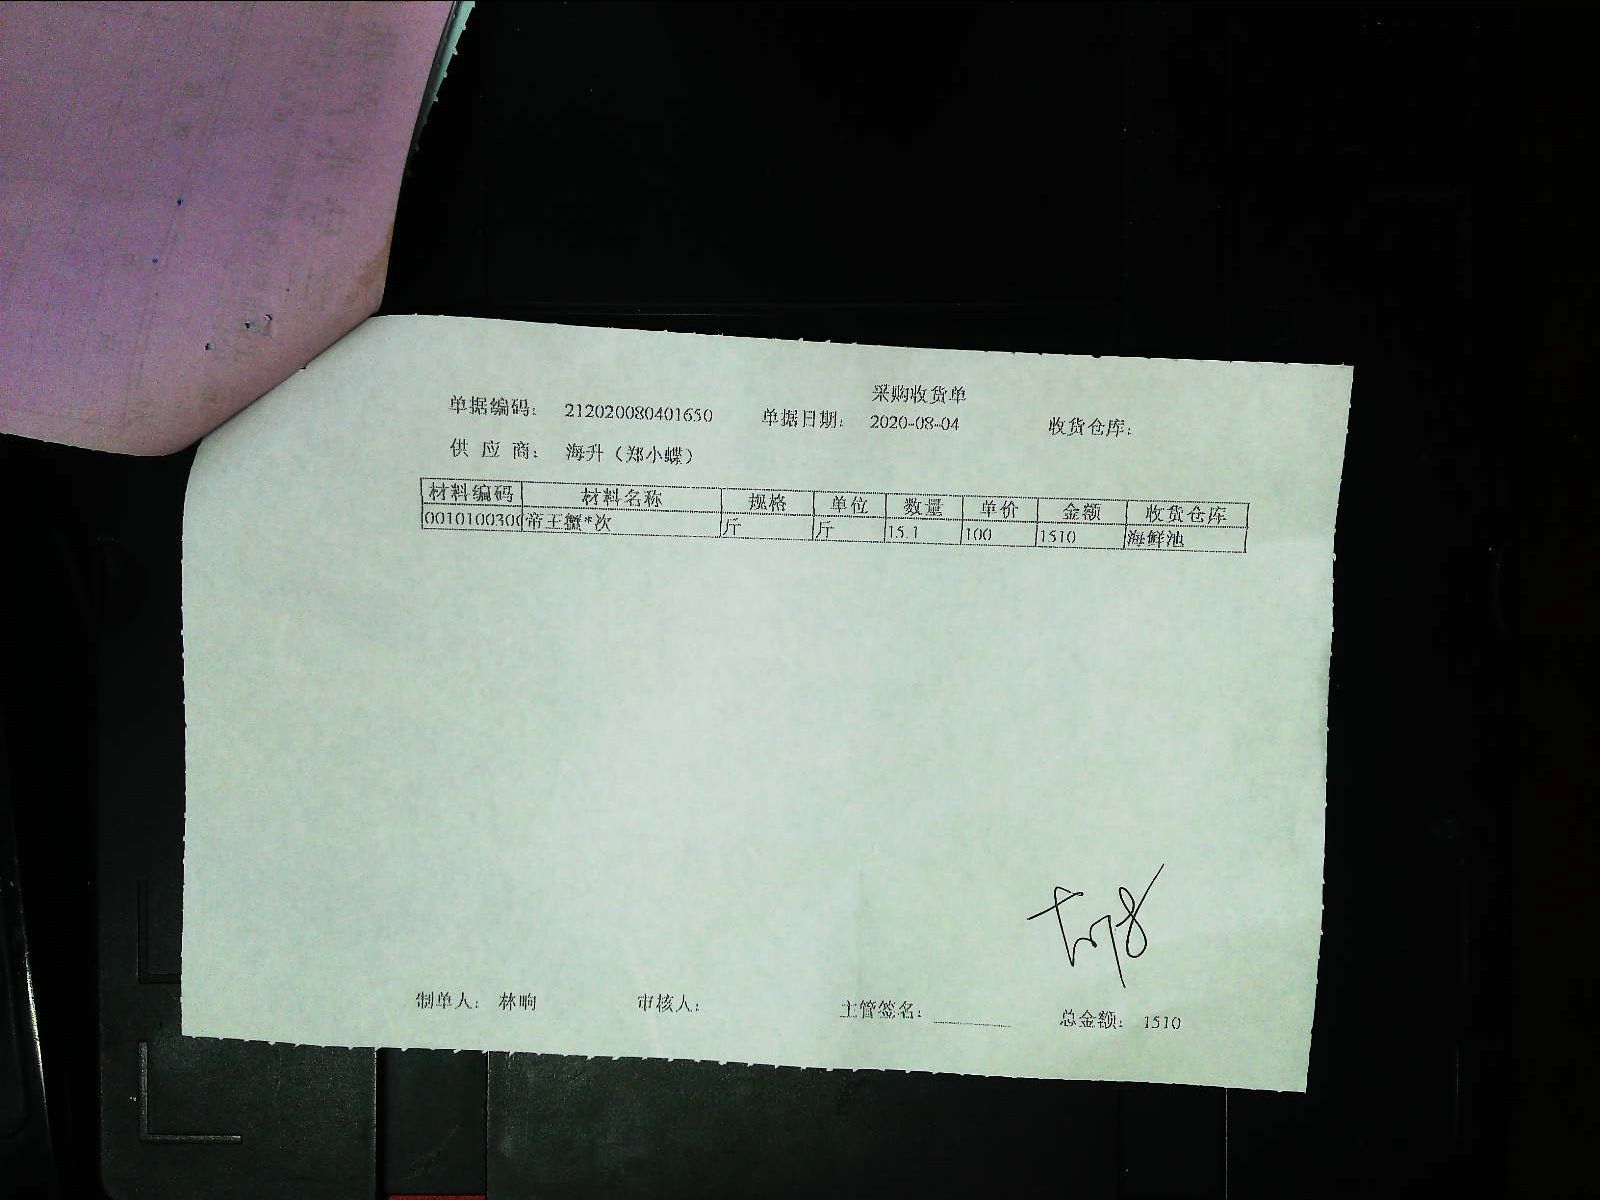 采购收货单
单据编码： 212020080401650 单据日期： 2020-08-04 收货仓库：
供 应 商： 海升（郑小蝶）
材料编码 材料名称 规格 单位 数量 单价 金额 收货仓库
0010100300 帝王蟹*次 斤 斤 15.1 100 1510 海鲜池
制单人： 林响 审核人： 主管签名： 总金额： 1510